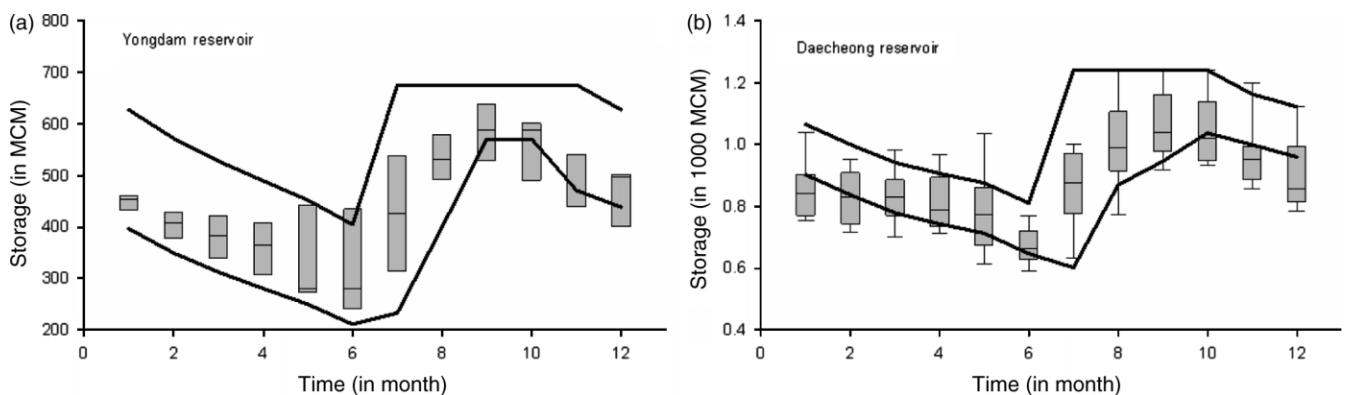 (a)
Yongdam reservoir
Storage (in MCM)
800
700
600
500
400
300
200
0 2 4 6 8 10 12
Time (in month)
(b)
Daecheong reservoir
Storage (in 1000 MCM)
1.4
1.2
1.0
0.8
0.6
0.4
0 2 4 6 8 10 12
Time (in month)